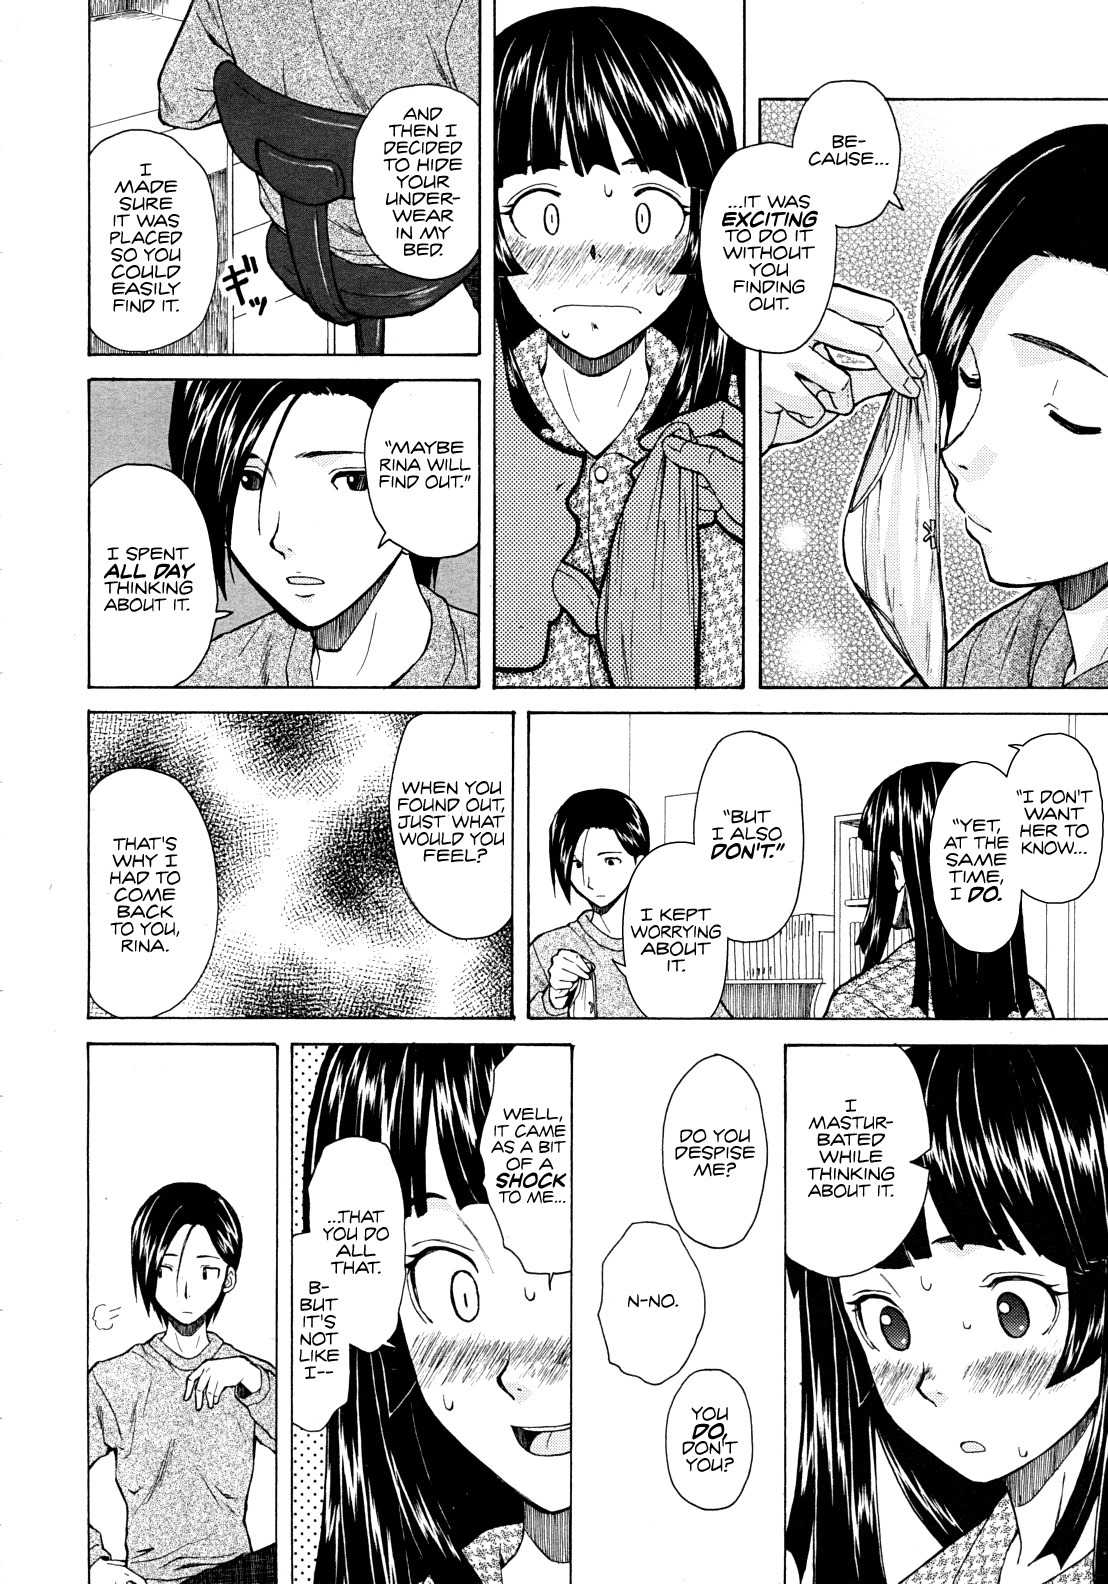 BE-
CAUSE...
...IT WAS
EXCITING
TO DO IT
WITHOUT
YOU
FINDING
OUT.
AND
THEN I
DECIDED
TO HIDE
YOUR
UNDER-
WEAR
IN MY
BED.
I
MADE
SURE
IT WAS
PLACED
SO YOU
COULD
EASILY
FIND IT.
ギッ
"MAYBE
RINA WILL
FIND OUT."
I SPENT
ALL DAY
THINKING
ABOUT IT.
"I DON'T
WANT
HER TO
KNOW...
"YET,
AT THE
SAME
TIME,
I DO.
"BUT
I ALSO
DON'T."
I KEPT
WORRYING
ABOUT
IT.
WHEN YOU
FOUND OUT,
JUST WHAT
WOULD YOU
FEEL?
THAT'S
WHY I
HAD TO
COME
BACK
TO YOU,
RINA.
I
MASTUR-
BATED
WHILE
THINKING
ABOUT IT.
DO YOU
DESPISE
ME?
N-NO.
YOU
DO,
DON'T
YOU?
WELL,
IT CAME
AS A BIT
OF A
SHOCK
TO ME...
...THAT
YOU DO
ALL
THAT.
B-
BUT
IT'S
NOT
LIKE
I--